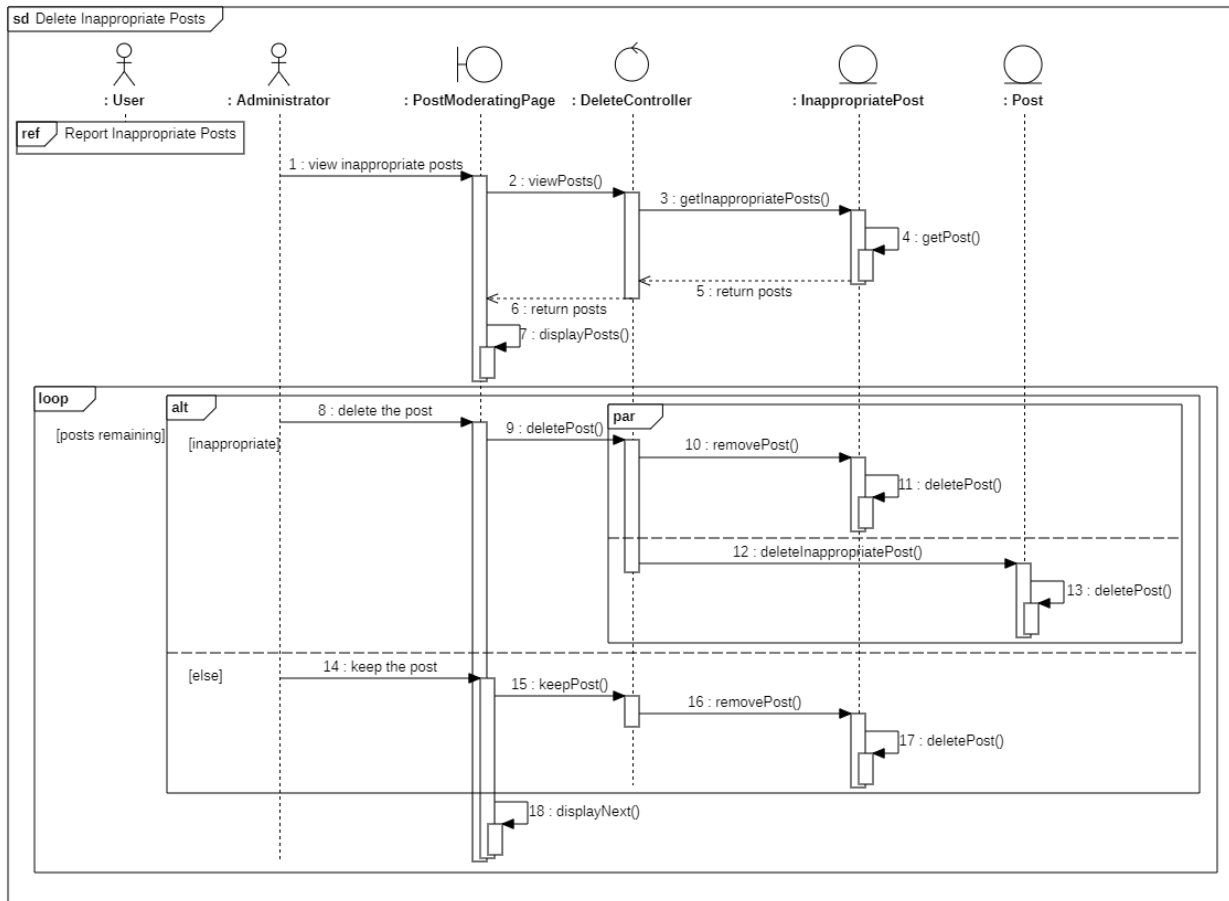 sd Delete Inappropriate Posts
: User
: Administrator
: PostModeratingPage
: DeleteController
: InappropriatePost
: Post
ref Report Inappropriate Posts
1 : view inappropriate posts
2 : viewPosts()
3 : getInappropriatePosts()
4 : getPost()
5 : return posts
6 : return posts
7 : displayPosts()
loop
[posts remaining]
alt
[inappropriate]
8 : delete the post
par
9 : deletePost()
10 : removePost()
11 : deletePost()
12 : deleteInappropriatePost()
13 : deletePost()
[else]
14 : keep the post
15 : keepPost()
16 : removePost()
17 : deletePost()
18 : displayNext()